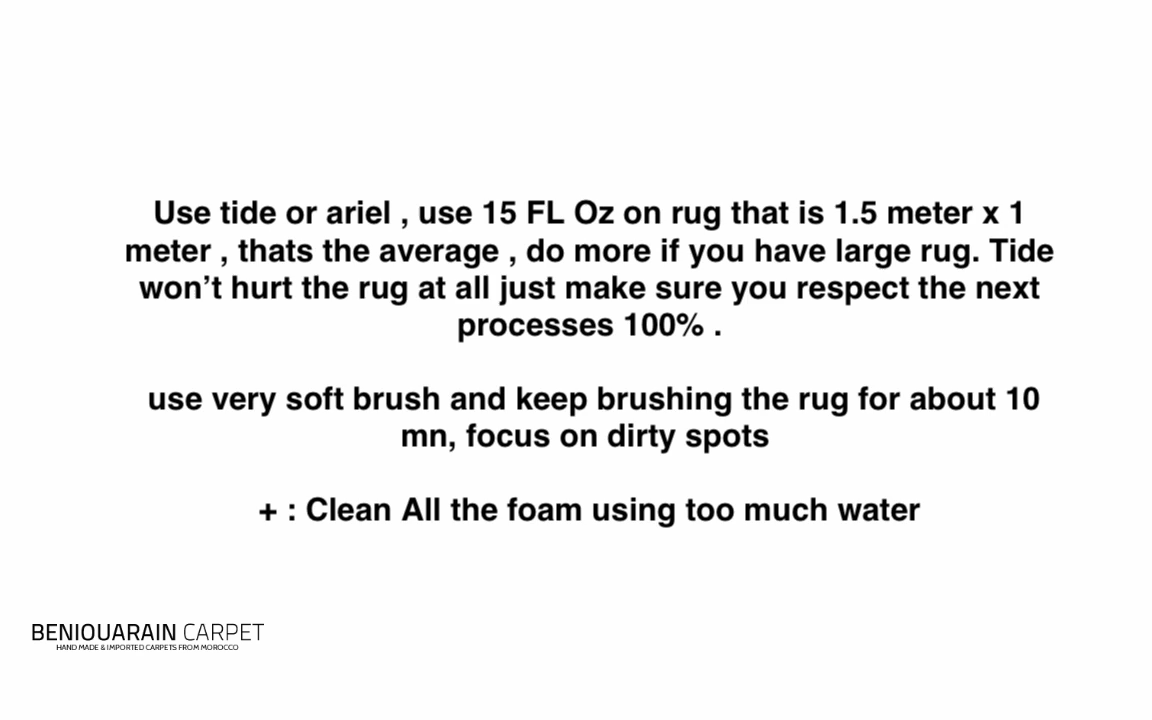 Use tide or ariel , use 15 FL Oz on rug that is 1.5 meter x 1
meter , thats the average , do more if you have large rug. Tide
won’t hurt the rug at all just make sure you respect the next
processes 100% .
use very soft brush and keep brushing the rug for about 10
mn, focus on dirty spots
+ : Clean All the foam using too much water
BENIOUARAIN CARPET
HAND MADE & IMPORTED CARPETS FROM MOROCCO